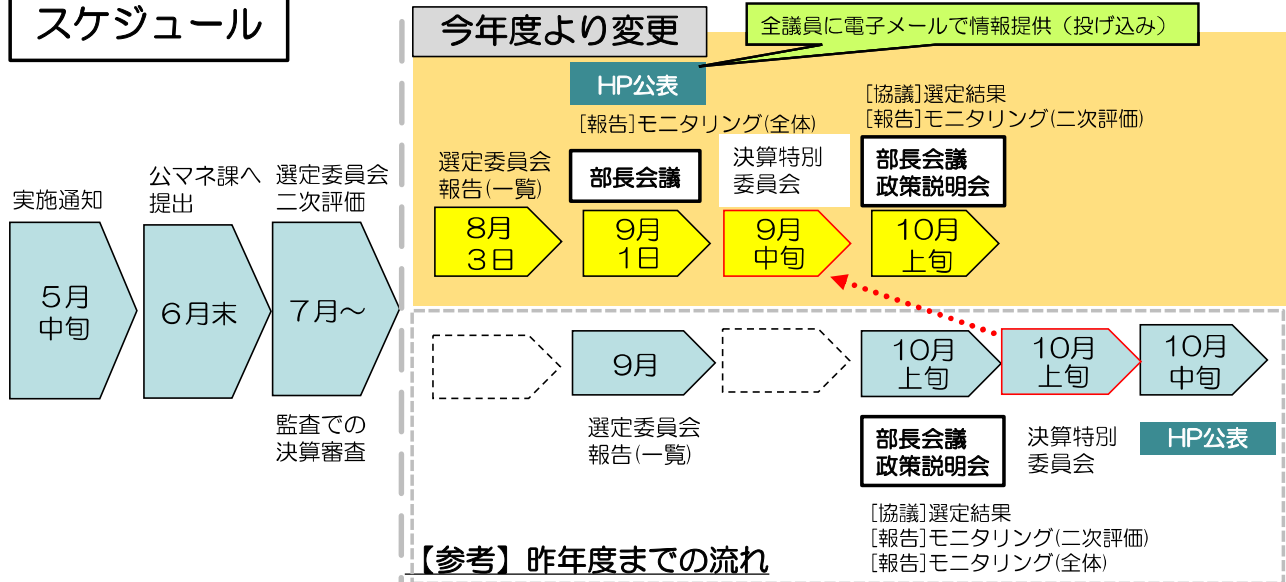 スケジュール
今年度より変更
全議員に電子メールで情報提供（投げ込み）
HP公表
[報告]モニタリング(全体)
[協議]選定結果
[報告]モニタリング(二次評価)
実施通知
公マネ課へ
提出
選定委員会
二次評価
選定委員会
報告(一覧)
部長会議
決算特別
委員会
部長会議
政策説明会
５月
中旬
６月末
７月～
８月
３日
９月
１日
９月
中旬
１０月
上旬
監査での
決算審査
９月
１０月
上旬
１０月
上旬
１０月
中旬
選定委員会
報告(一覧)
部長会議
政策説明会
決算特別
委員会
HP公表
[協議]選定結果
[報告]モニタリング(二次評価)
[報告]モニタリング(全体)
【参考】昨年度までの流れ